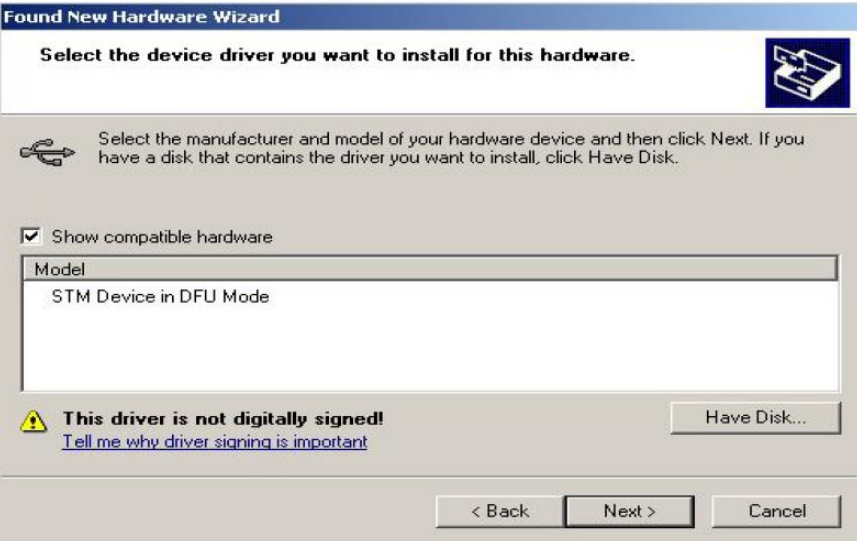 Found New Hardware Wizard
Select the device driver you want to install for this hardware.
Select the manufacturer and model of your hardware device and then click Next. If you
have a disk that contains the driver you want to install, click Have Disk.
Show compatible hardware
Model
STM Device in DFU Mode
This driver is not digitally signed!
Have Disk...
Tell me why driver signing is important
< Back
Next >
Cancel